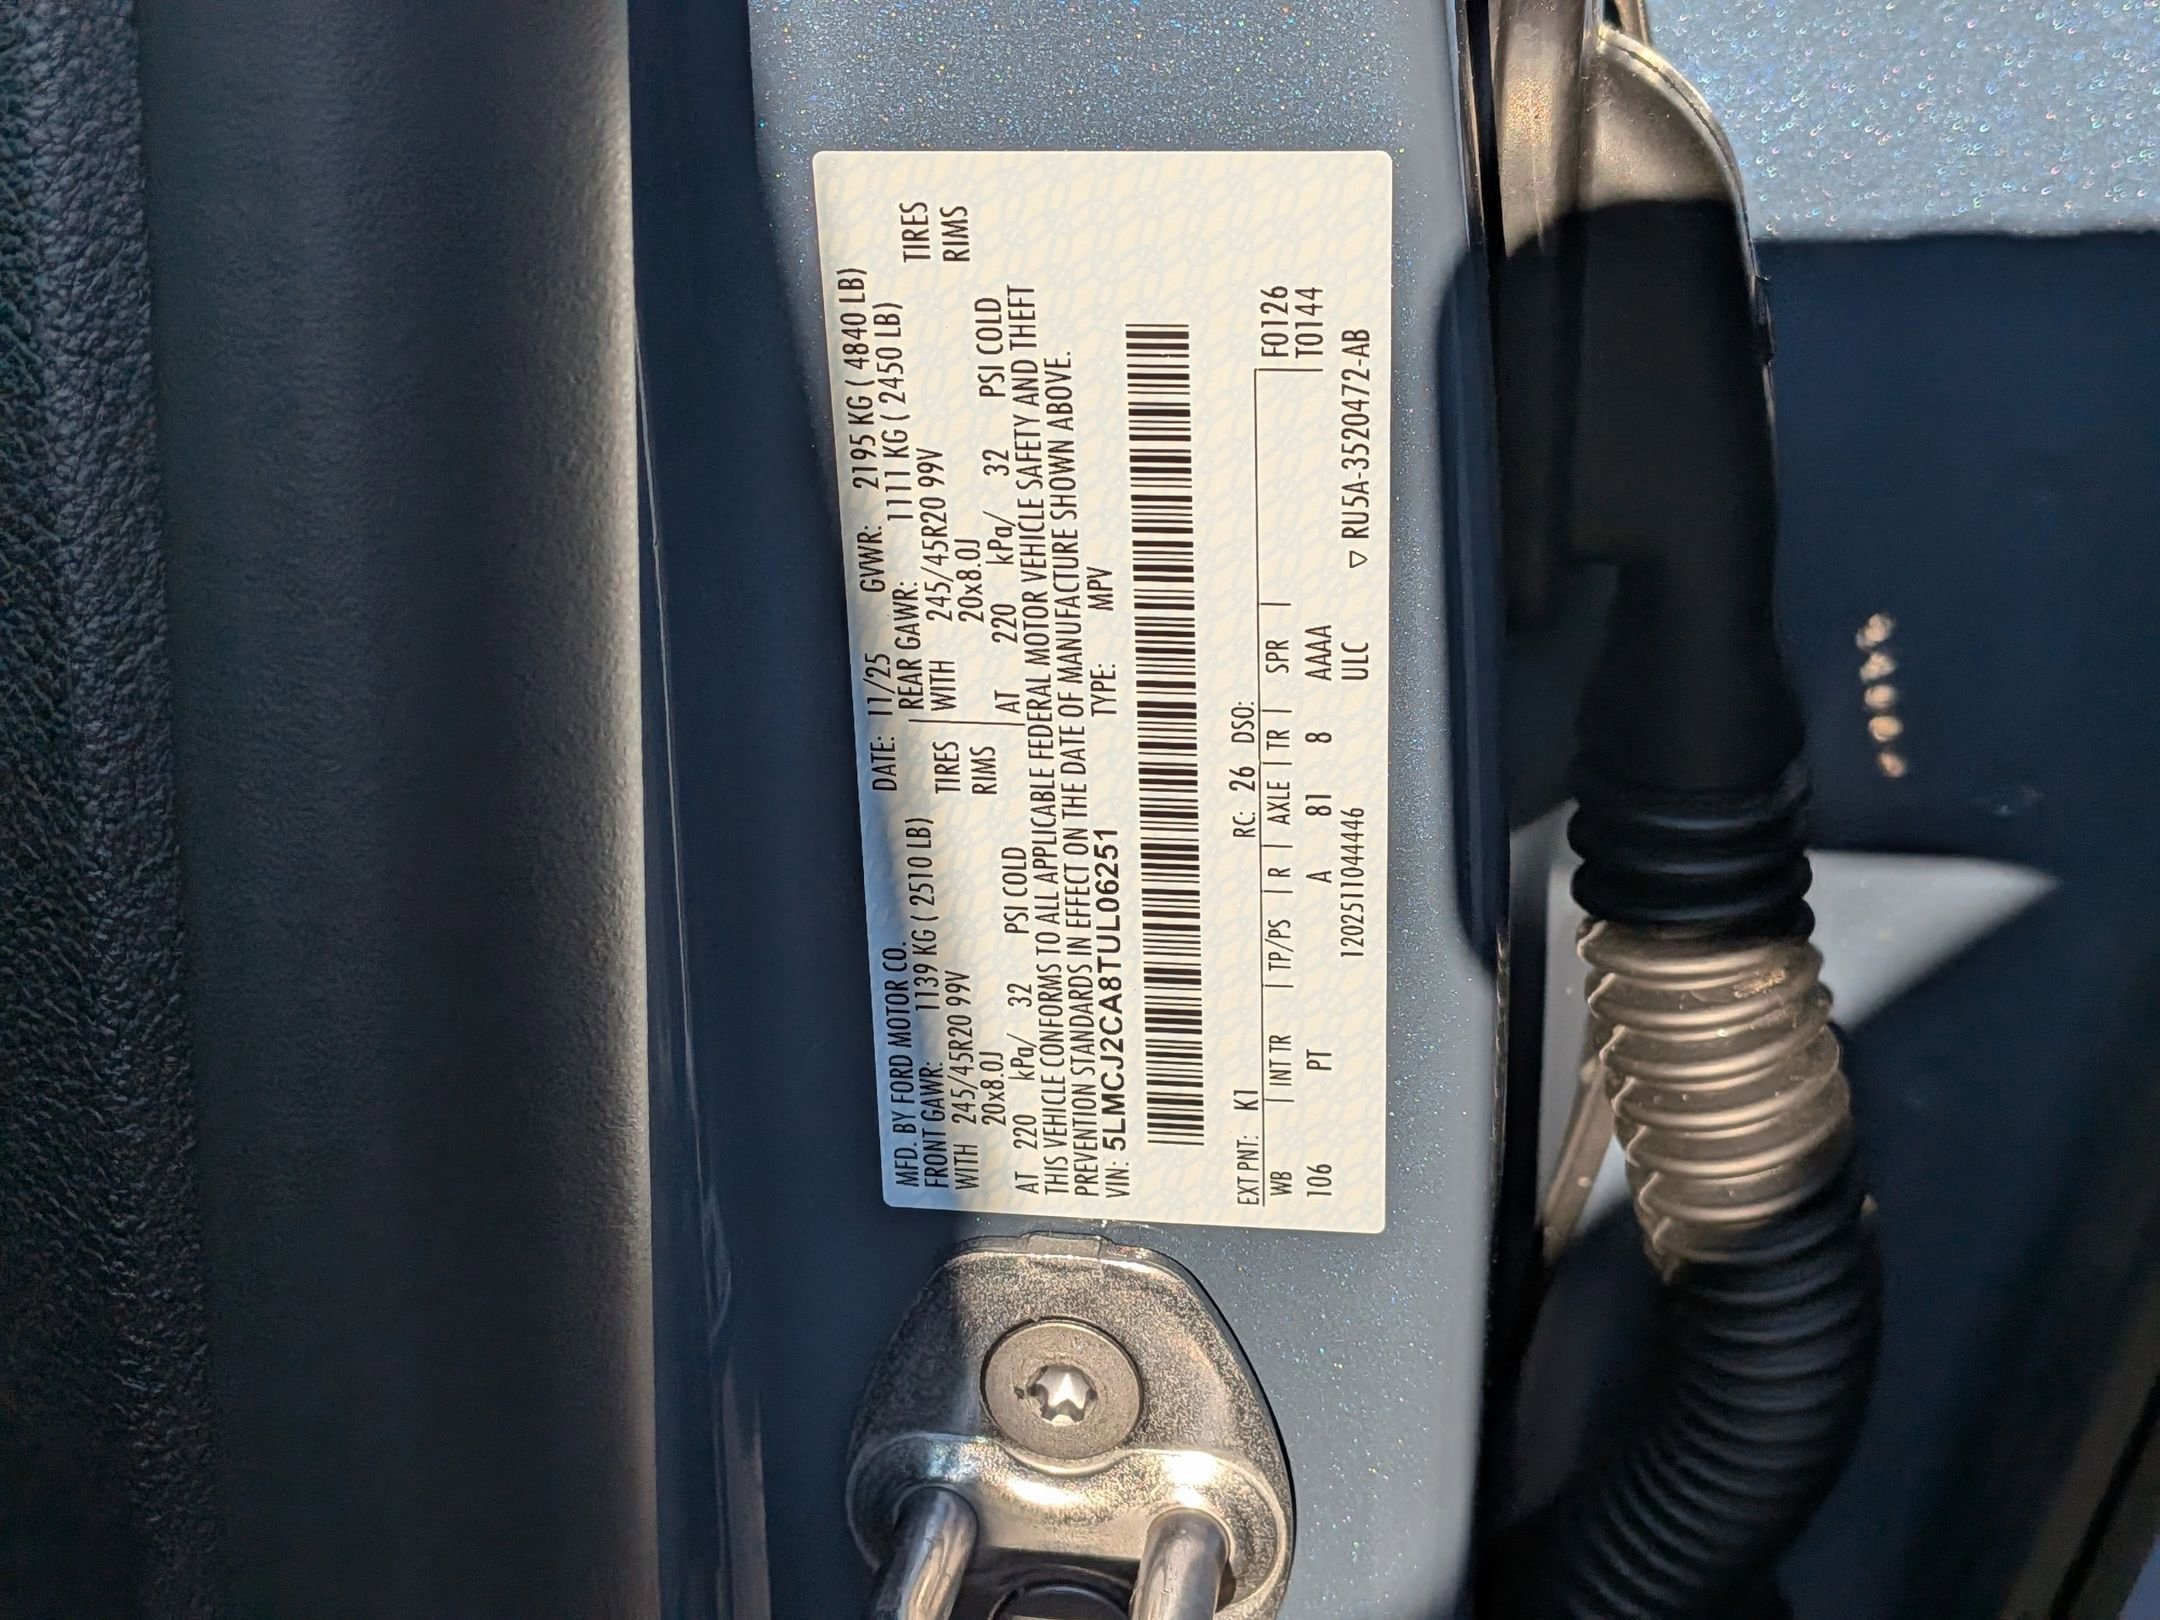 MFD. BY FORD MOTOR CO. DATE: 11/25 GVWR: 2195 KG ( 4840 LB)
FRONT GAWR: 1139 KG ( 2510 LB) REAR GAWR: 1111 KG ( 2450 LB)
WITH 245/45R20 99V TIRES WITH 245/45R20 99V TIRES
20x8.0J RIMS 20x8.0J RIMS
AT 220 kPa/ 32 PSI COLD AT 220 kPa/ 32 PSI COLD
THIS VEHICLE CONFORMS TO ALL APPLICABLE FEDERAL MOTOR VEHICLE SAFETY AND THEFT
PREVENTION STANDARDS IN EFFECT ON THE DATE OF MANUFACTURE SHOWN ABOVE.
VIN: 5LMCJ2CA8TUL06251 TYPE: MPV
EXT PNT: K1 RC: 26 DSO: F0126
WB INT TR TP/PS R AXLE TR SPR T0144
106 PT A 81 8 AAAA
1202511044446 ULC ▽ RU5A-3520472-AB